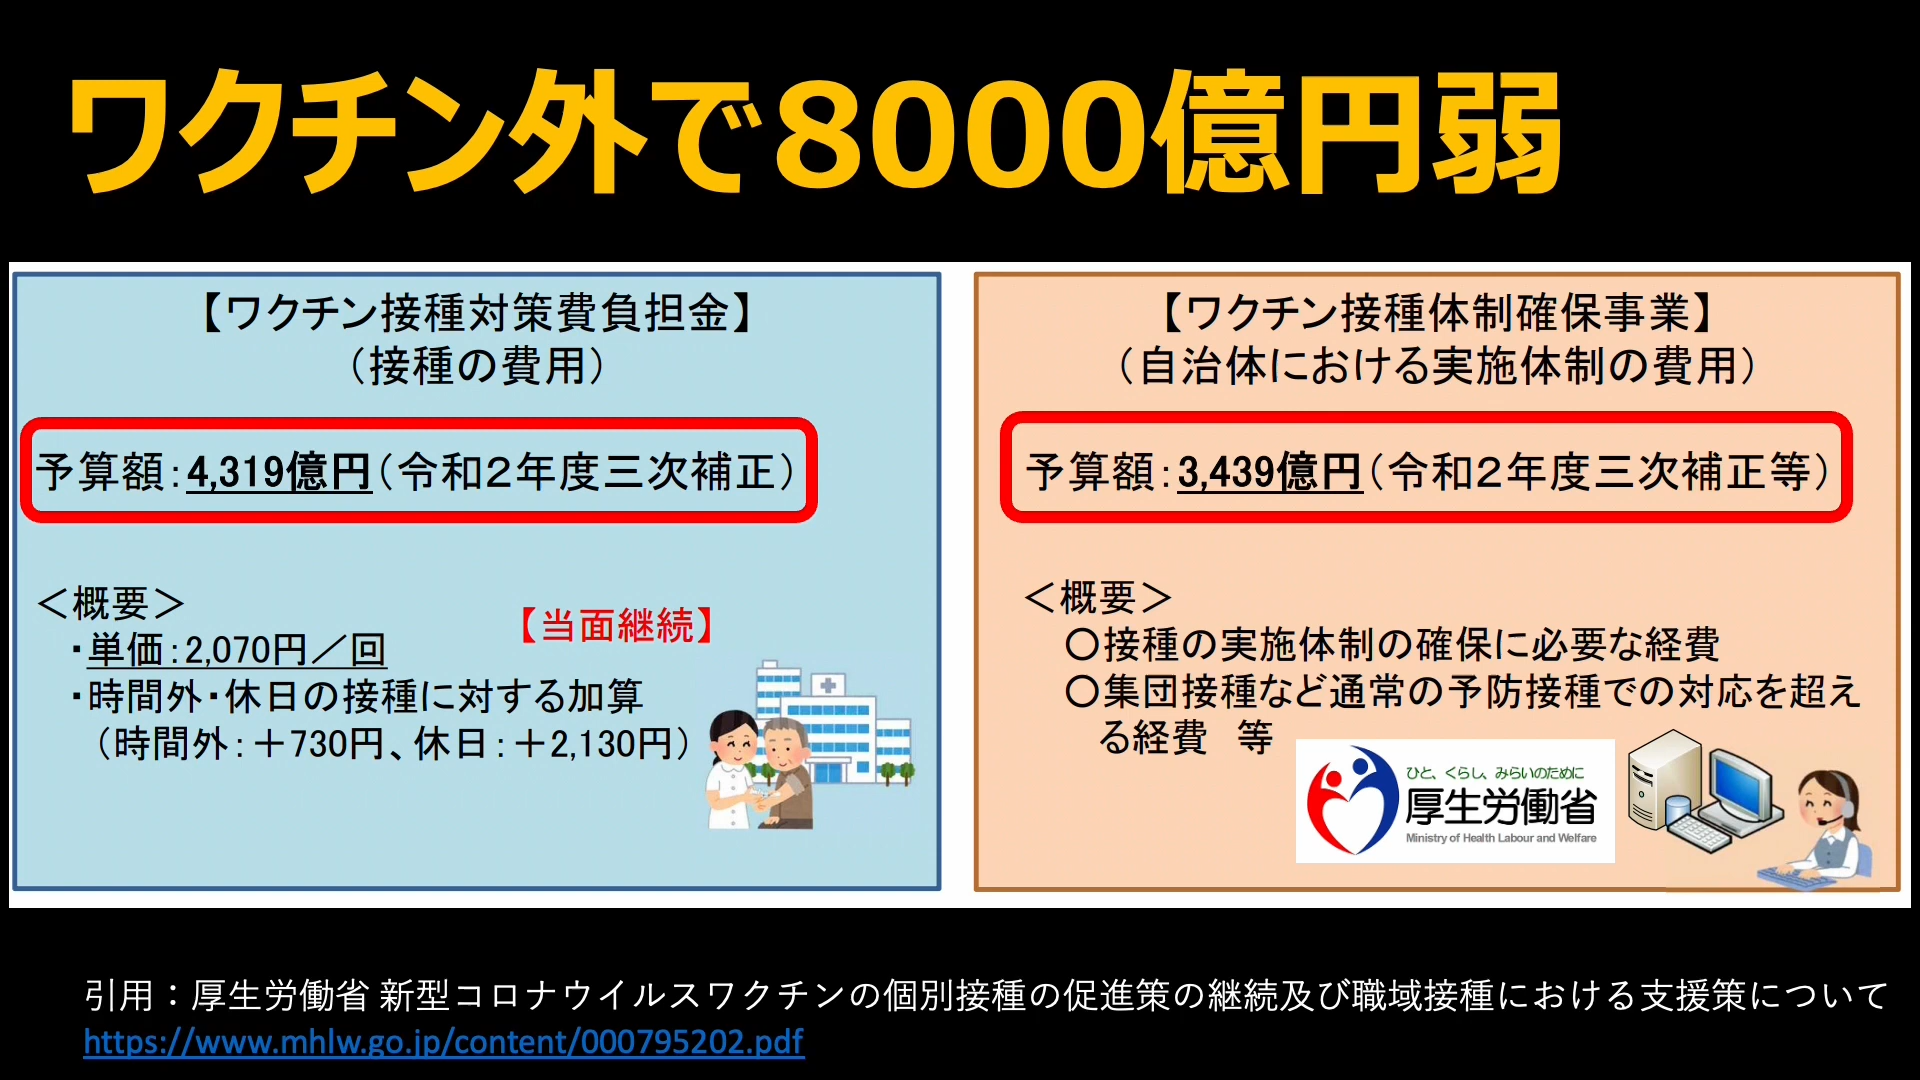 ワクチン外で8000億円弱
【ワクチン接種対策費負担金】
（接種の費用）
予算額：4,319億円（令和２年度三次補正）
＜概要＞
・単価：2,070円／回
【当面継続】
・時間外・休日の接種に対する加算
（時間外：＋730円、休日：＋2,130円）
【ワクチン接種体制確保事業】
（自治体における実施体制の費用）
予算額：3,439億円（令和２年度三次補正等）
＜概要＞
〇接種の実施体制の確保に必要な経費
〇集団接種など通常の予防接種での対応を超え
る経費　等
ひと、くらし、みらいのために
厚生労働省
Ministry of Health Labour and Welfare
引用：厚生労働省 新型コロナウイルスワクチンの個別接種の促進策の継続及び職域接種における支援策について
https://www.mhlw.go.jp/content/000795202.pdf